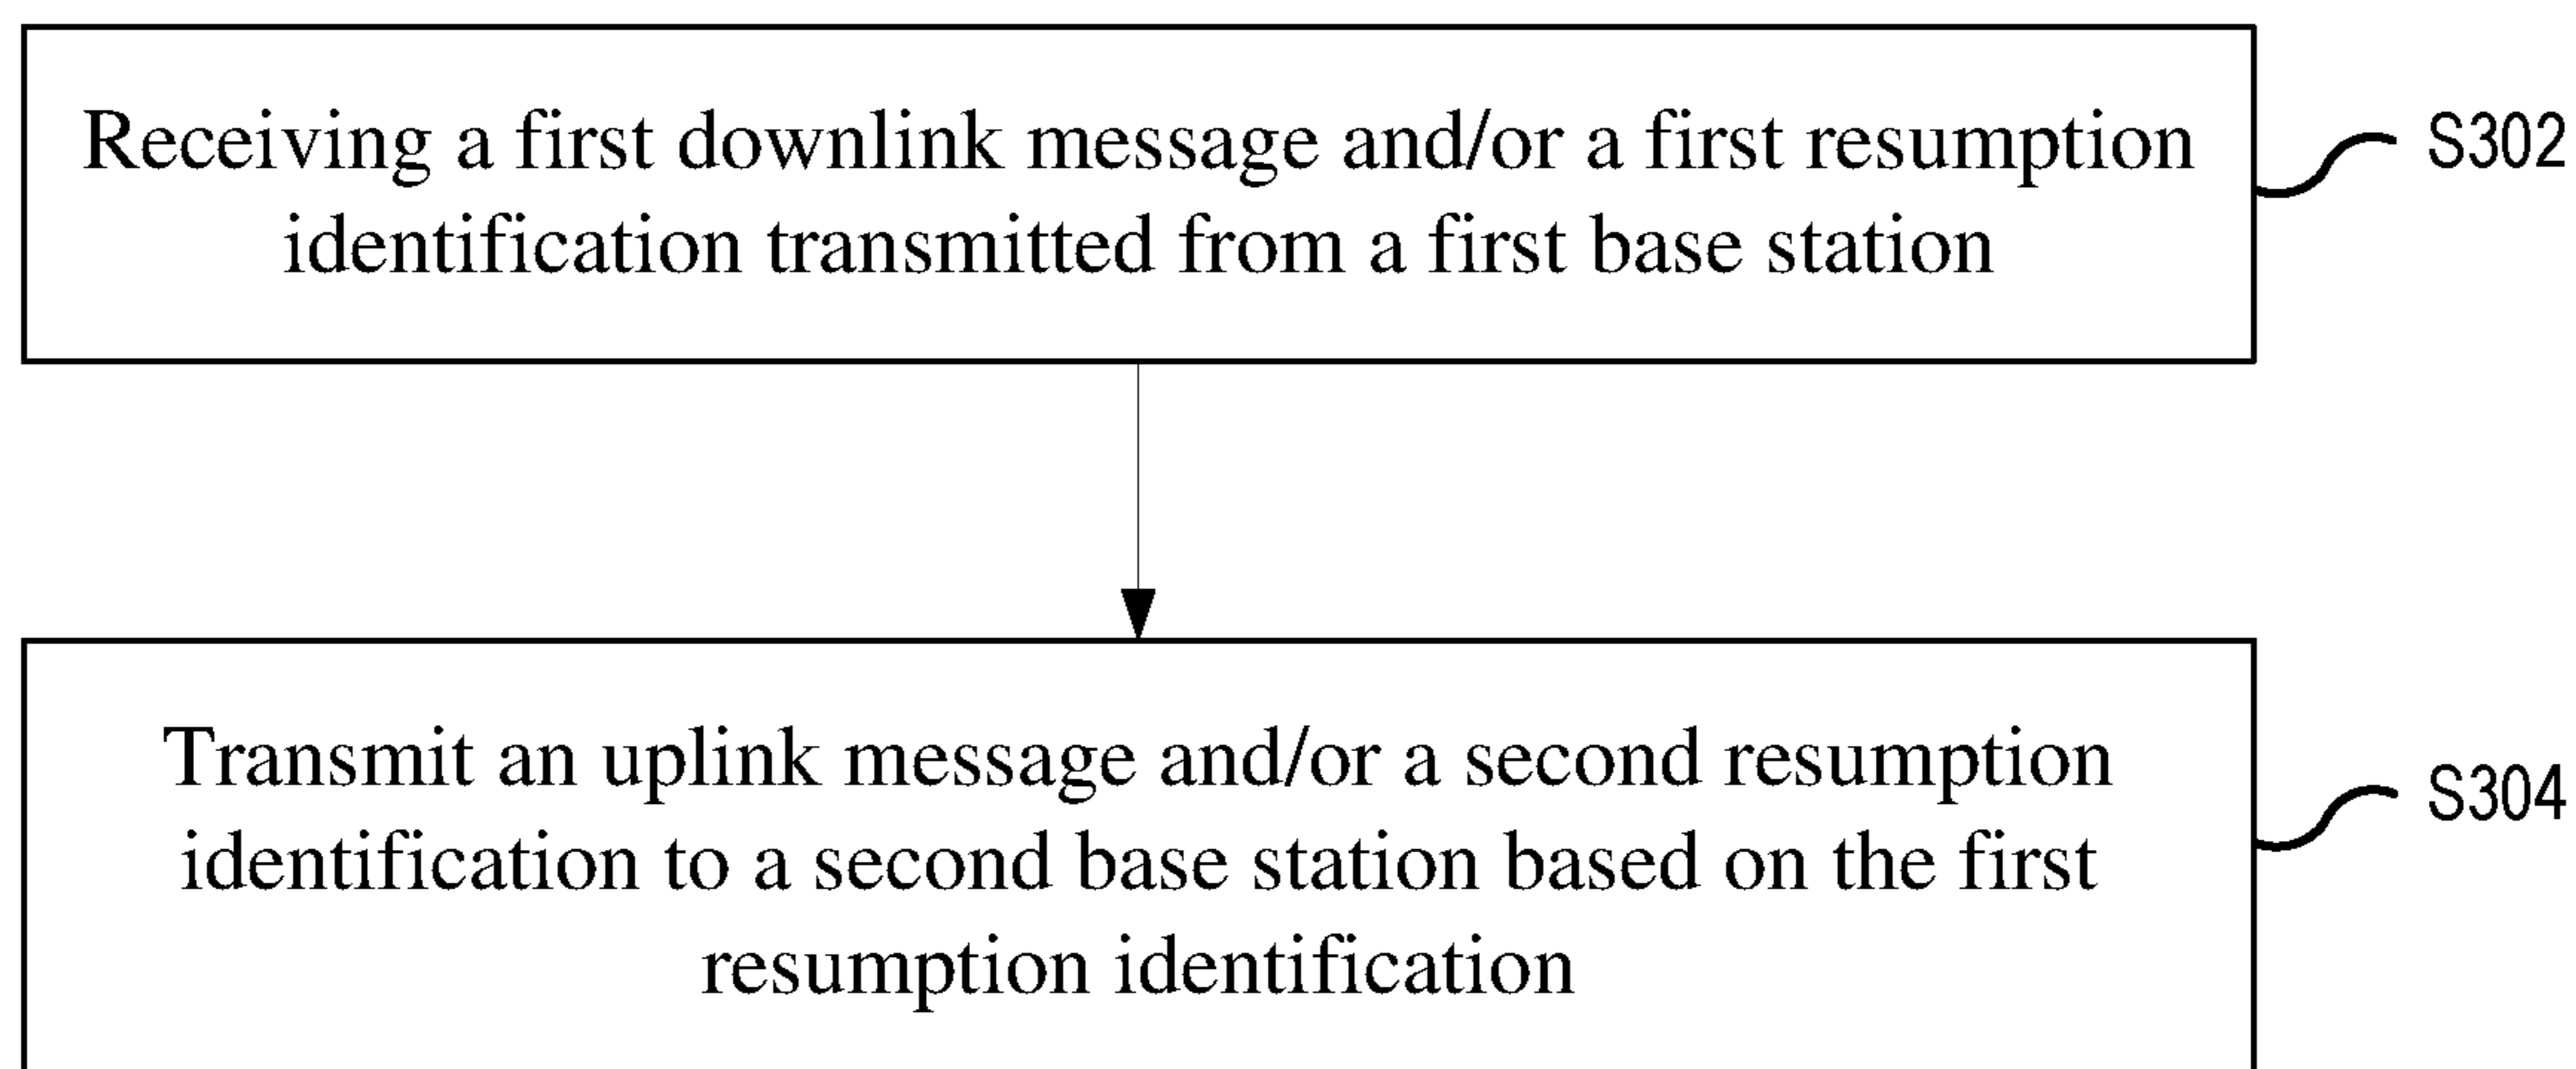 Receiving a first downlink message and/or a first resumption
identification transmitted from a first base station
S302
Transmit an uplink message and/or a second resumption
identification to a second base station based on the first
resumption identification
S304